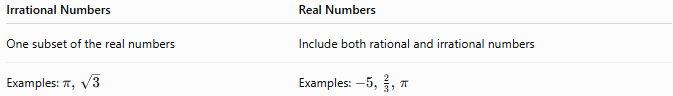 Irrational Numbers Real Numbers
One subset of the real numbers Include both rational and irrational numbers
Examples: π, √3 Examples: −5, 2/3, π